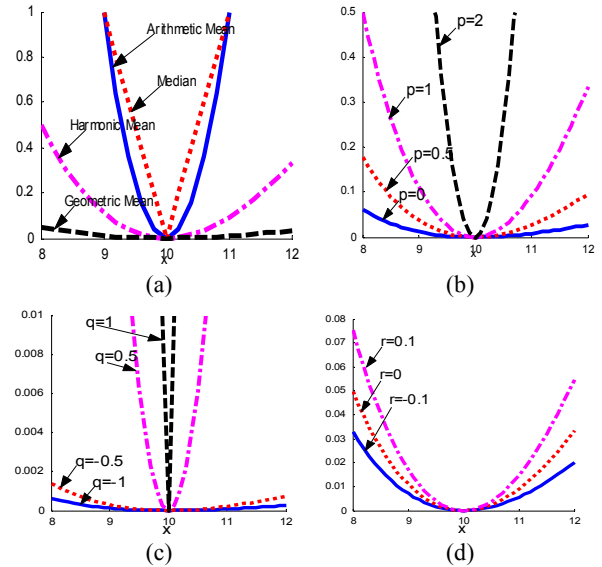 1
0.8
0.6
0.4
0.2
0
8
9
10
11
12
x
Arithmetic Mean
Median
Harmonic Mean
Geometric Mean
(a)
0.5
0.4
0.3
0.2
0.1
0
8
9
10
11
12
x
p=2
p=1
p=0.5
p=0
(b)
0.01
0.008
0.006
0.004
0.002
0
8
9
10
11
12
x
q=1
q=0.5
q=-0.5
q=-1
(c)
0.08
0.07
0.06
0.05
0.04
0.03
0.02
0.01
0
8
9
10
11
12
x
r=0.1
r=0
r=-0.1
(d)